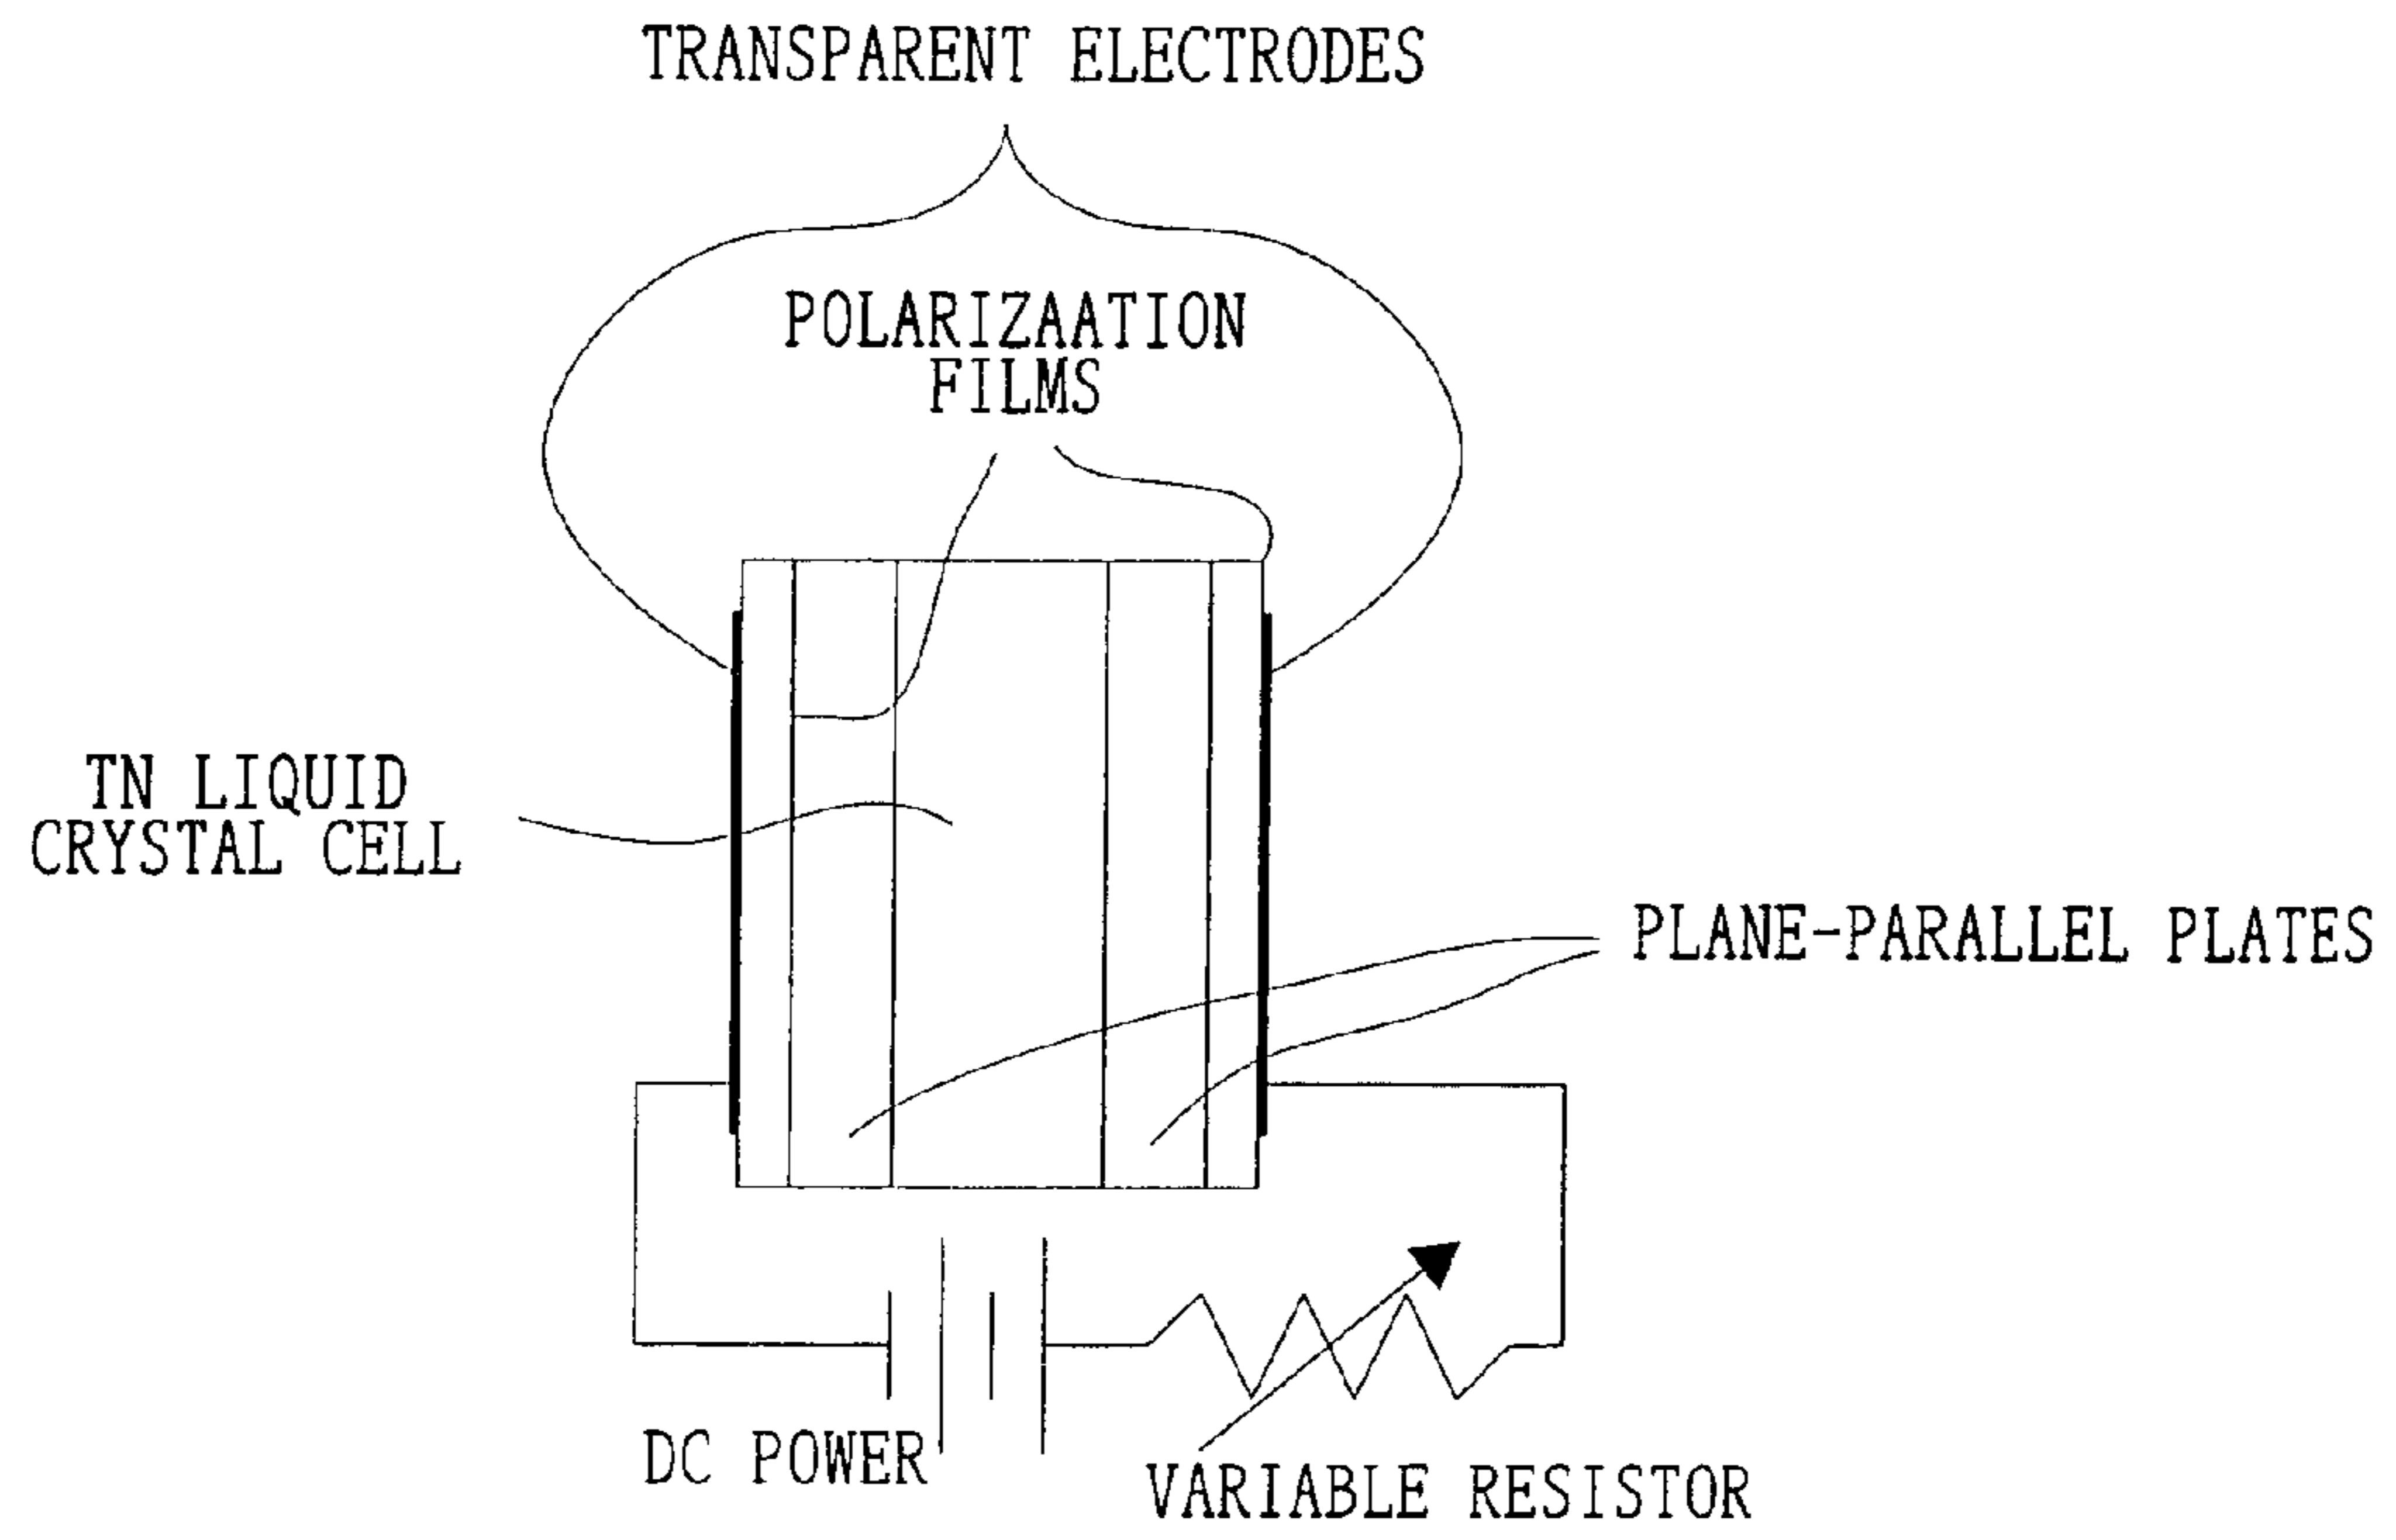 TRANSPARENT ELECTRODES
POLARIZAATION
FILMS
TN LIQUID
CRYSTAL CELL
PLANE-PARALLEL PLATES
DC POWER
VARIABLE RESISTOR